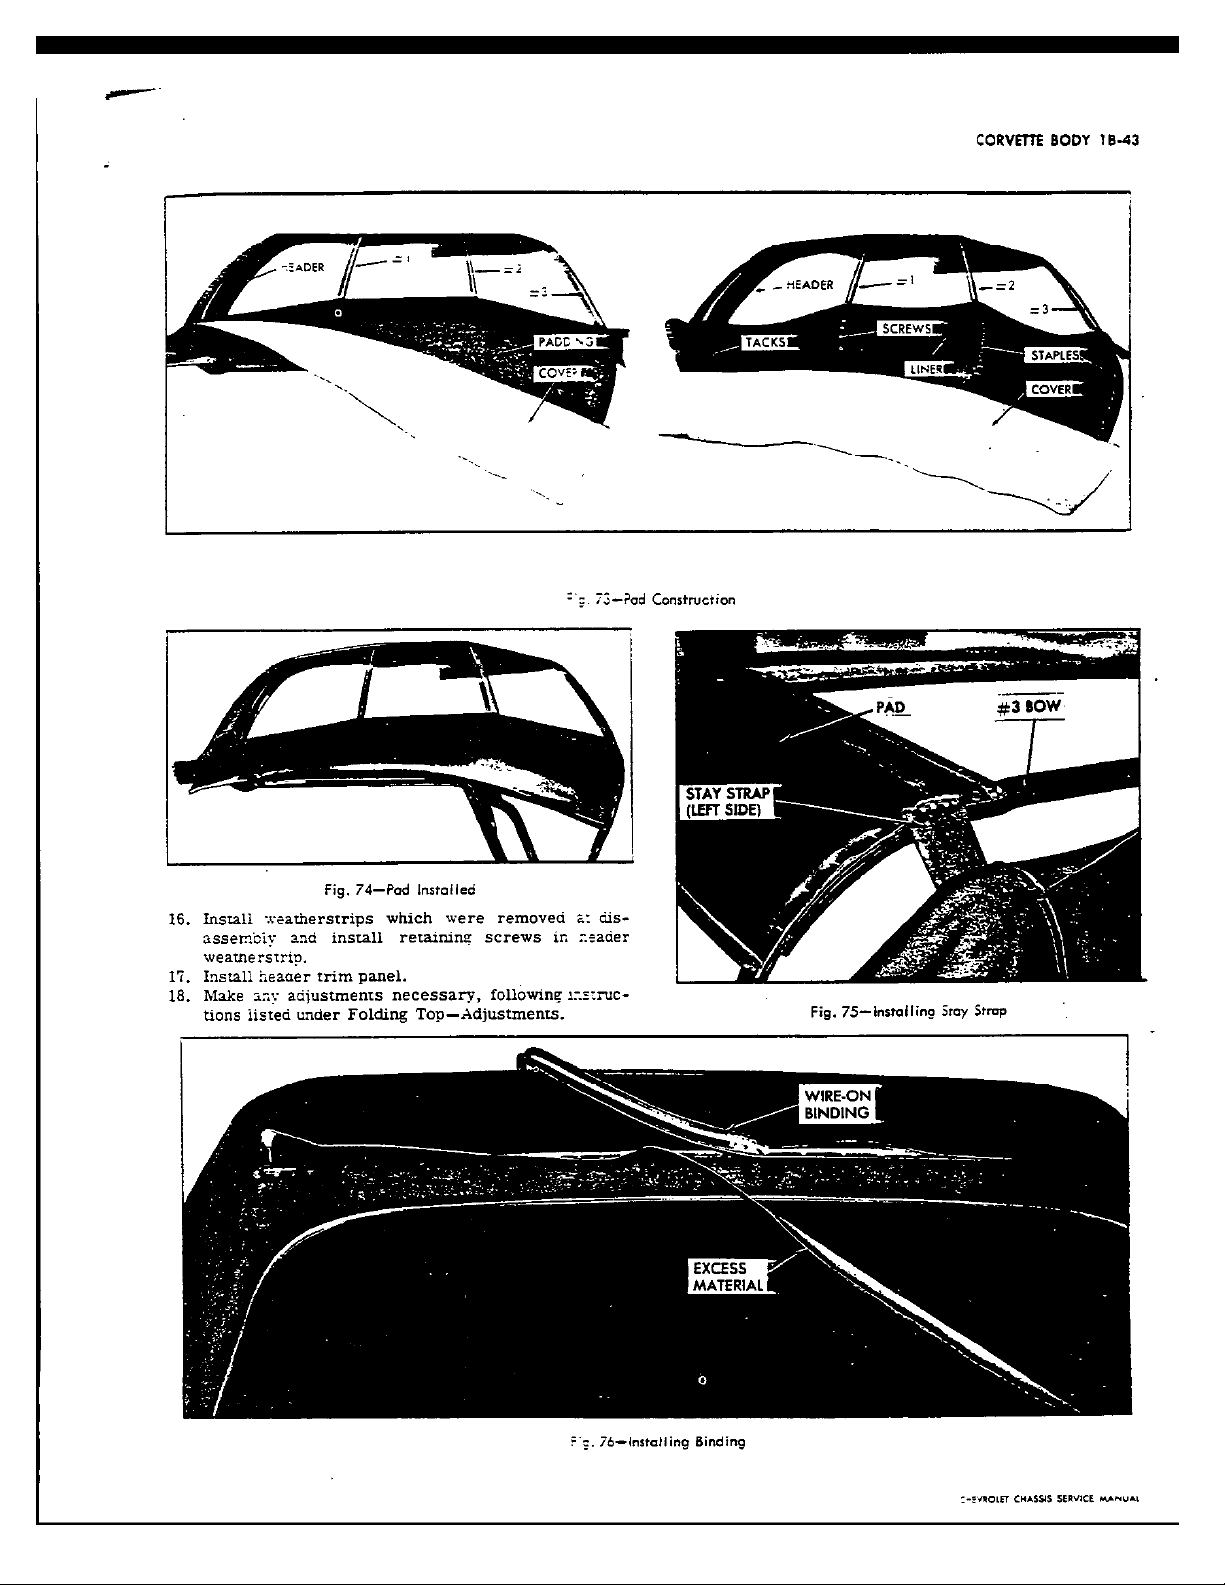 CORVETTE BODY 1B-43
HEADER
=1
=2
=3
PADDING
COVER
HEADER
=1
=2
=3
TACKS
SCREWS
LINER
STAPLES
COVER
Fig. 73—Pad Construction
PAD
#3 BOW
STAY STRAP
(LEFT SIDE)
Fig. 74—Pad Installed
16. Install weatherstrips which were removed at dis-
assembly and install retaining screws in header
weatherstrip.
17. Install header trim panel.
18. Make any adjustments necessary, following instruc-
tions listed under Folding Top—Adjustments.
Fig. 75—Installing Stay Strap
WIRE-ON
BINDING
EXCESS
MATERIAL
Fig. 76—Installing Binding
CHEVROLET CHASSIS SERVICE MANUAL